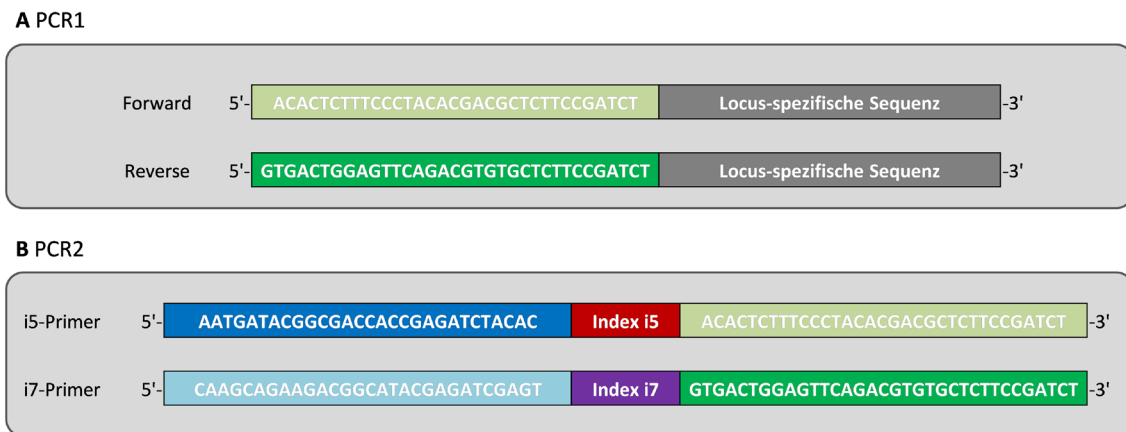 A PCR1
Forward 5'- ACACTCTTTCCCTACACGACGCTCTTCCGATCT Locus-spezifische Sequenz -3'
Reverse 5'- GTGACTGGAGTTCAGACGTGTGCTCTTCCGATCT Locus-spezifische Sequenz -3'
B PCR2
i5-Primer 5'- AATGATACGGCGACCACCGAGATCTACAC Index i5 ACACTCTTTCCCTACACGACGCTCTTCCGATCT -3'
i7-Primer 5'- CAAGCAGAAGACGGCATACGAGATCGAGT Index i7 GTGACTGGAGTTCAGACGTGTGCTCTTCCGATCT -3'